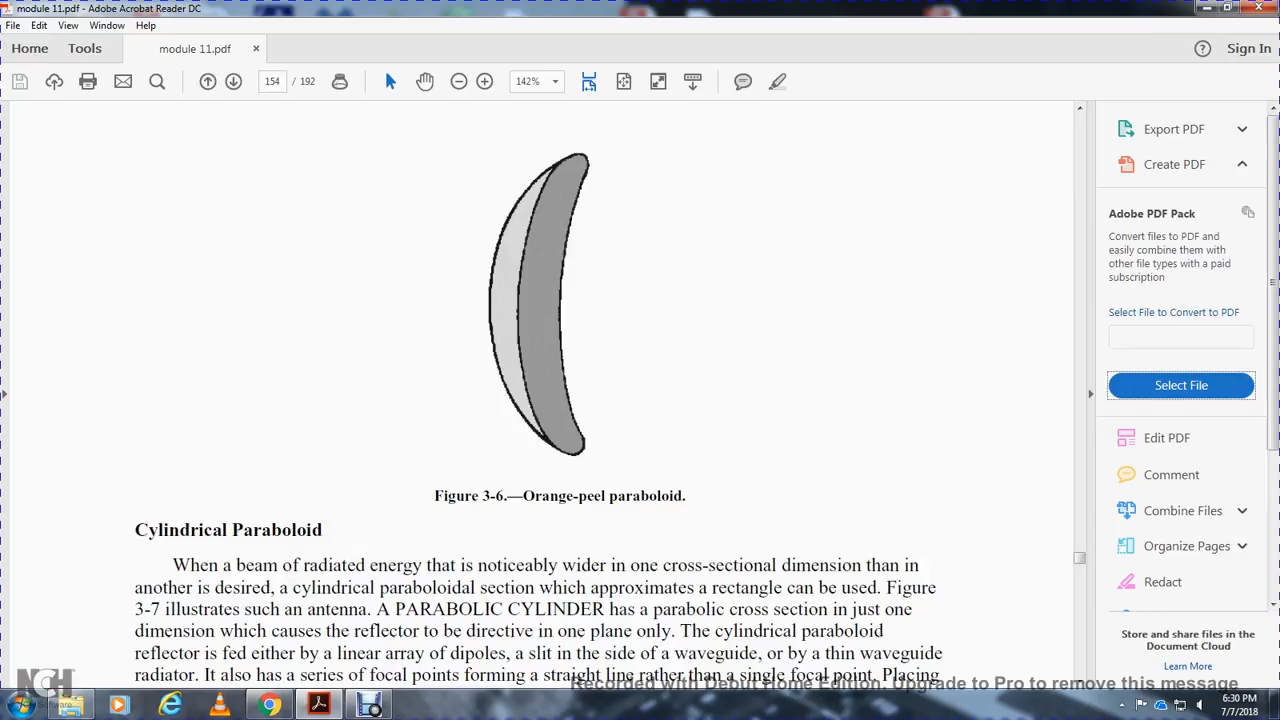 module 11.pdf - Adobe Acrobat Reader DC
File Edit View Window Help
Home Tools module 11.pdf × Sign In
154 / 192 142%
Export PDF
Create PDF
Adobe PDF Pack
Convert files to PDF and
easily combine them with
other file types with a paid
subscription
Select File to Convert to PDF
Select File
Edit PDF
Comment
Combine Files
Organize Pages
Redact
Store and share files in the
Document Cloud
Learn More
Figure 3-6.—Orange-peel paraboloid.
Cylindrical Paraboloid
When a beam of radiated energy that is noticeably wider in one cross-sectional dimension than in
another is desired, a cylindrical paraboloidal section which approximates a rectangle can be used. Figure
3-7 illustrates such an antenna. A PARABOLIC CYLINDER has a parabolic cross section in just one
dimension which causes the reflector to be directive in one plane only. The cylindrical paraboloid
reflector is fed either by a linear array of dipoles, a slit in the side of a waveguide, or by a thin waveguide
radiator. It also has a series of focal points forming a straight line rather than a single focal point. Placing
Recorded with Debut Home Edition. Upgrade to Pro to remove this message
NCH
Software
6:30 PM
7/7/2018